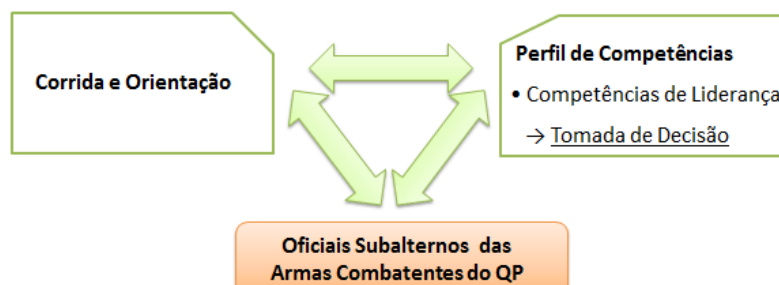 Corrida e Orientação
Perfil de Competências
• Competências de Liderança
→ Tomada de Decisão
Oficiais Subalternos das
Armas Combatentes do QP